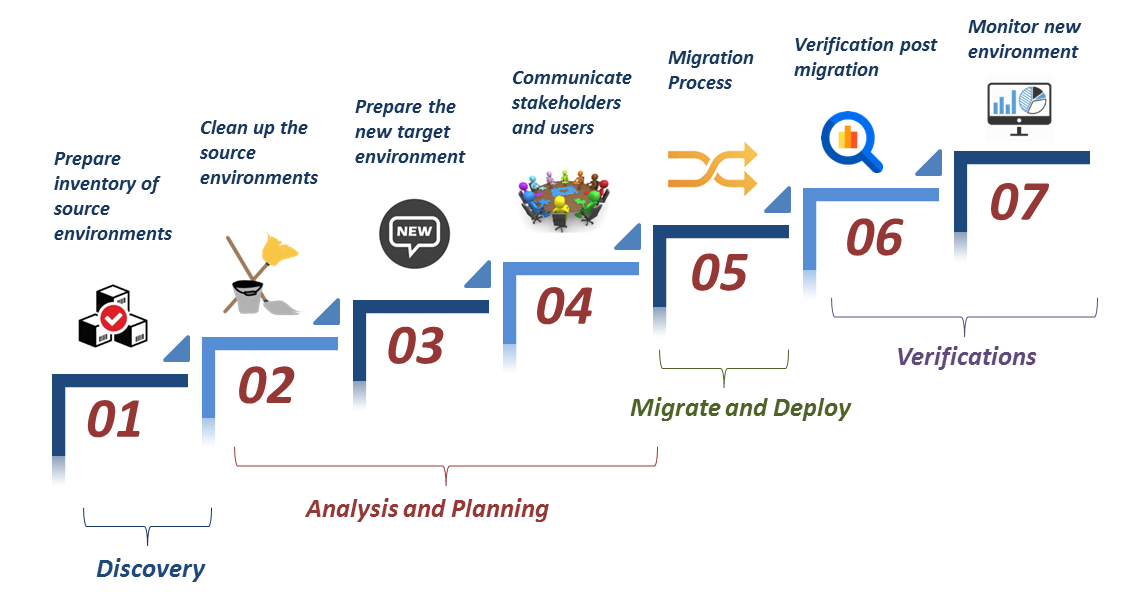 Prepare
inventory of
source
environments
01
Clean up the
source
environments
02
Prepare the
new target
environment
NEW
03
Communicate
stakeholders
and users
04
Migration
Process
05
Verification post
migration
06
Monitor new
environment
07
Discovery
Analysis and Planning
Migrate and Deploy
Verifications